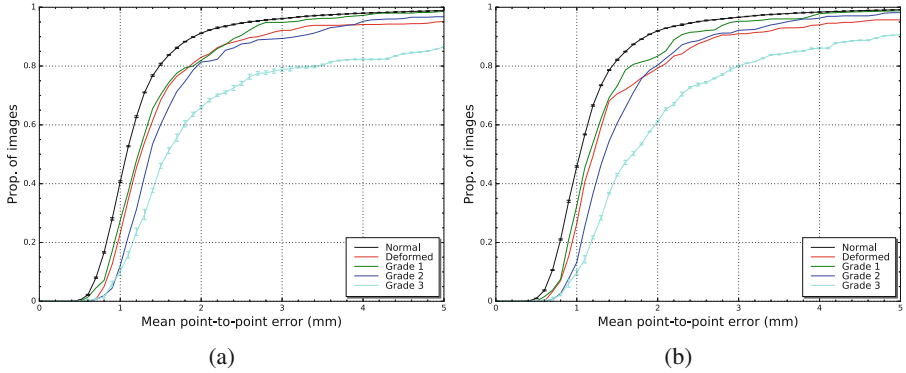 1
0.8
0.6
0.4
0.2
0
Prop. of images
0 1 2 3 4 5
Mean point-to-point error (mm)
Normal
Deformed
Grade 1
Grade 2
Grade 3
(a)
1
0.8
0.6
0.4
0.2
0
Prop. of images
0 1 2 3 4 5
Mean point-to-point error (mm)
Normal
Deformed
Grade 1
Grade 2
Grade 3
(b)